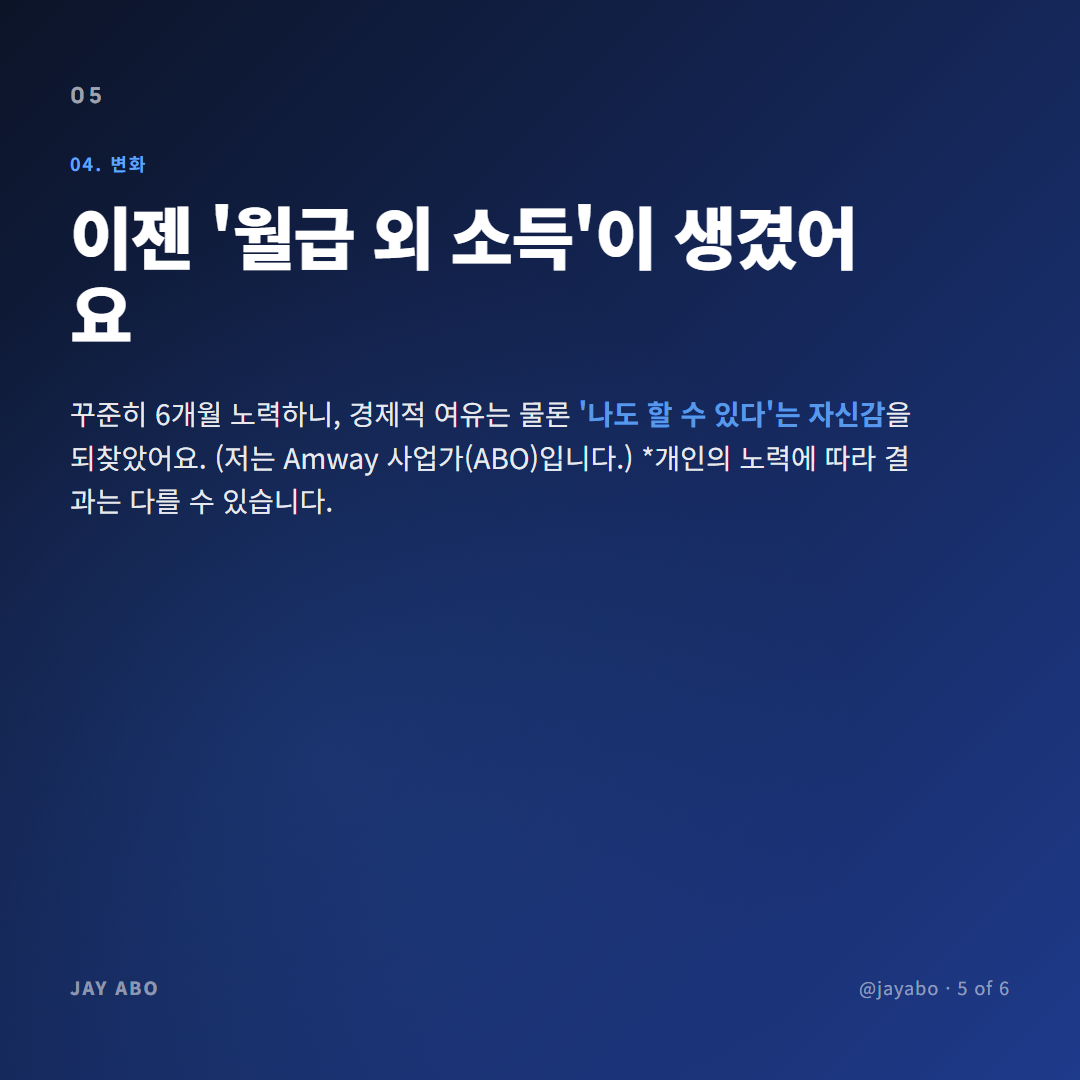 05
04. 변화
이젠 '월급 외 소득'이 생겼어
요
꾸준히 6개월 노력하니, 경제적 여유는 물론 '나도 할 수 있다'는 자신감을
되찾았어요. (저는 Amway 사업가(ABO)입니다.) *개인의 노력에 따라 결
과는 다를 수 있습니다.
JAY ABO
@jayabo · 5 of 6